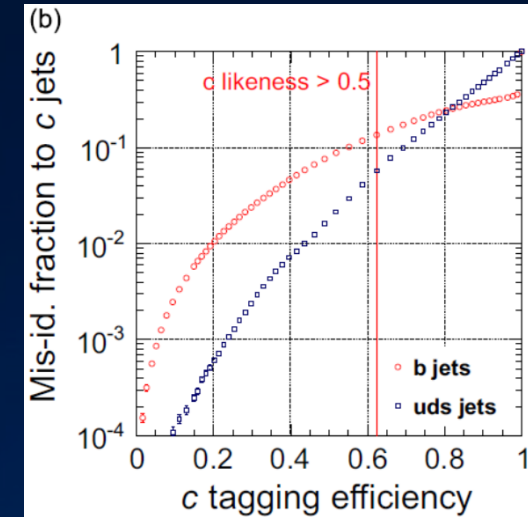 (b)
1
c likeness > 0.5
10⁻¹
10⁻²
10⁻³
10⁻⁴
Mis-id. fraction to c jets
b jets
uds jets
0 0.2 0.4 0.6 0.8 1
c tagging efficiency